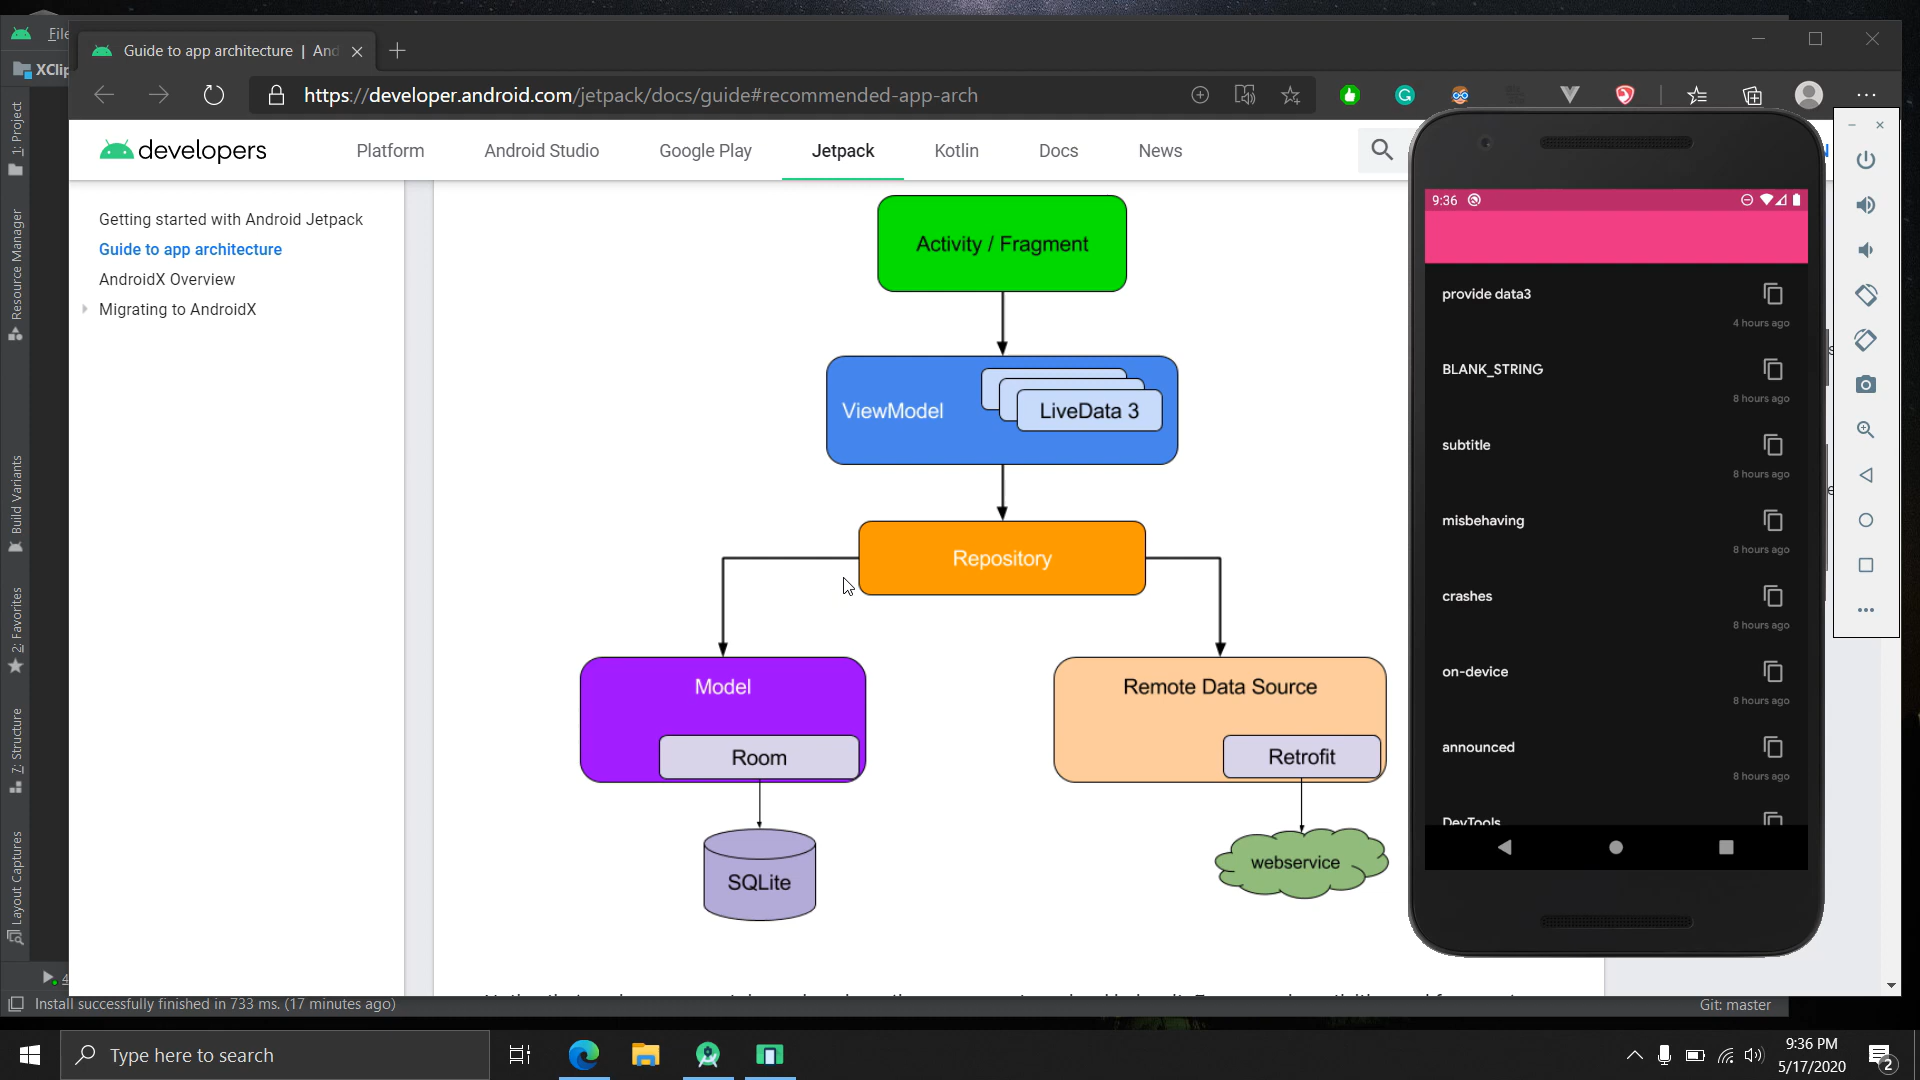 File
Guide to app architecture | And
XClip
https://developer.android.com/jetpack/docs/guide#recommended-app-arch
developers
Platform
Android Studio
Google Play
Jetpack
Kotlin
Docs
News
Getting started with Android Jetpack
Guide to app architecture
AndroidX Overview
Migrating to AndroidX
1: Project
Resource Manager
Build Variants
2: Favorites
7: Structure
Layout Captures
Activity / Fragment
ViewModel
LiveData 3
Repository
Model
Room
SQLite
Remote Data Source
Retrofit
webservice
9:36
provide data3
4 hours ago
BLANK_STRING
8 hours ago
subtitle
8 hours ago
misbehaving
8 hours ago
crashes
8 hours ago
on-device
8 hours ago
announced
8 hours ago
DevTools
4
Install successfully finished in 733 ms. (17 minutes ago)
Git: master
Type here to search
9:36 PM
5/17/2020
2